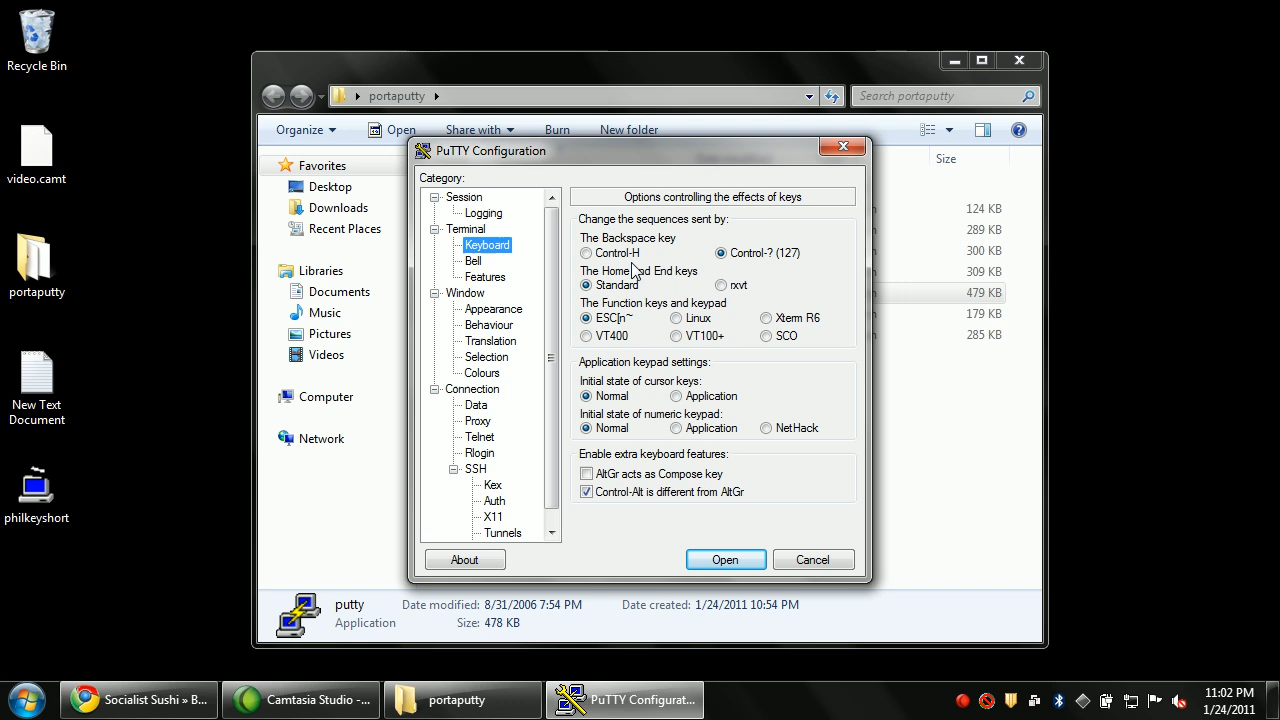 Recycle Bin
video.camt
portaputty
New Text
Document
philkeyshort
portaputty
Search portaputty
Organize
Open
Share with
Burn
New folder
Favorites
Desktop
Downloads
Recent Places
Libraries
Documents
Music
Pictures
Videos
Computer
Network
Size
124 KB
289 KB
300 KB
309 KB
479 KB
179 KB
285 KB
PuTTY Configuration
Category:
Session
Logging
Terminal
Keyboard
Bell
Features
Window
Appearance
Behaviour
Translation
Selection
Colours
Connection
Data
Proxy
Telnet
Rlogin
SSH
Kex
Auth
X11
Tunnels
Options controlling the effects of keys
Change the sequences sent by:
The Backspace key
Control-H Control-? (127)
The Home and End keys
Standard rxvt
The Function keys and keypad
ESC[n~ Linux Xterm R6
VT400 VT100+ SCO
Application keypad settings:
Initial state of cursor keys:
Normal Application
Initial state of numeric keypad:
Normal Application NetHack
Enable extra keyboard features:
AltGr acts as Compose key
Control-Alt is different from AltGr
About
Open
Cancel
putty Date modified: 8/31/2006 7:54 PM Date created: 1/24/2011 10:54 PM
Application Size: 478 KB
Socialist Sushi » B...
Camtasia Studio -...
portaputty
PuTTY Configurat...
11:02 PM
1/24/2011